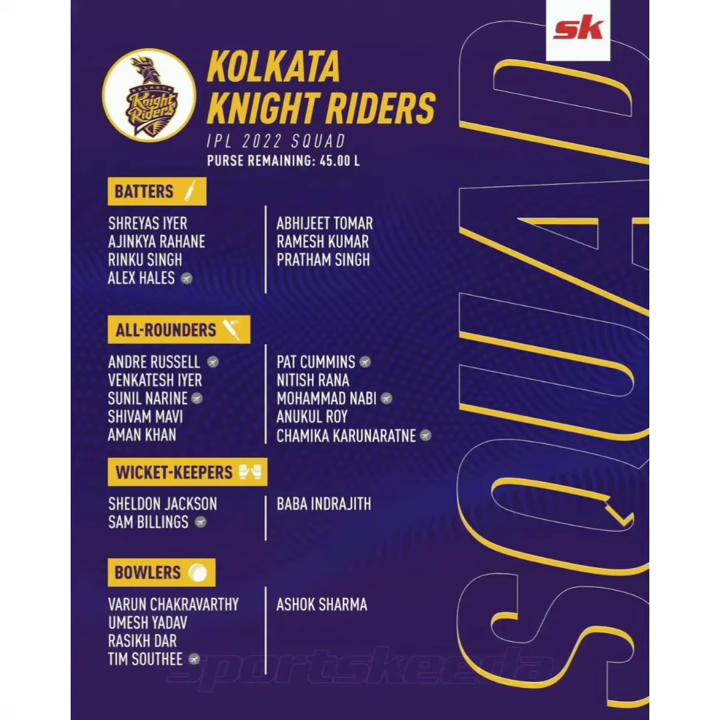 sk
KOLKATA
Knight
Riders
KOLKATA
KNIGHT RIDERS
IPL 2022 SQUAD
PURSE REMAINING: 45.00 L
BATTERS
SHREYAS IYER
AJINKYA RAHANE
RINKU SINGH
ALEX HALES
ABHIJEET TOMAR
RAMESH KUMAR
PRATHAM SINGH
ALL-ROUNDERS
ANDRE RUSSELL
VENKATESH IYER
SUNIL NARINE
SHIVAM MAVI
AMAN KHAN
PAT CUMMINS
NITISH RANA
MOHAMMAD NABI
ANUKUL ROY
CHAMIKA KARUNARATNE
WICKET-KEEPERS
SHELDON JACKSON
SAM BILLINGS
BABA INDRAJITH
BOWLERS
VARUN CHAKRAVARTHY
UMESH YADAV
RASIKH DAR
TIM SOUTHEE
ASHOK SHARMA
sportskeeda
SQUAD